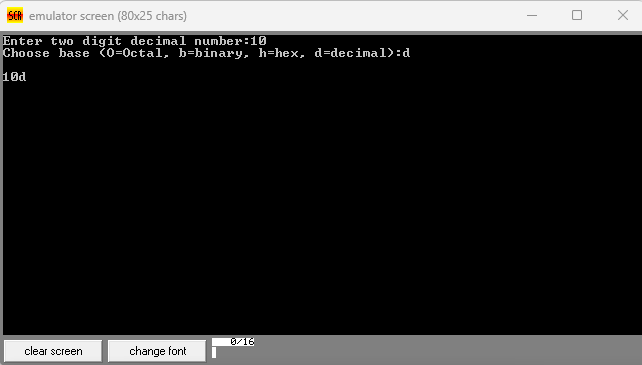 SCR emulator screen (80x25 chars)
Enter two digit decimal number:10
Choose base (O=Octal, b=binary, h=hex, d=decimal):d
10d
clear screen change font 0/16